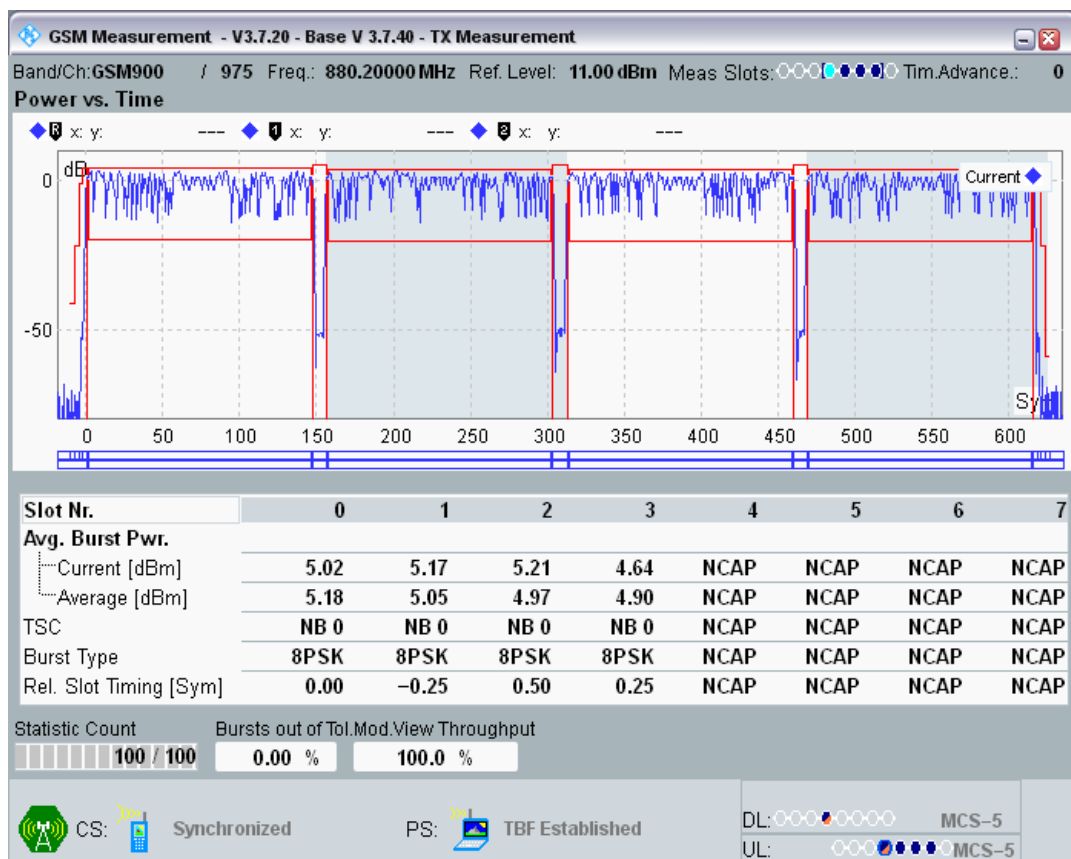 GSM Measurement - V3.7.20 - Base V 3.7.40 - TX Measurement
Band/Ch:GSM900 / 975 Freq.: 880.20000 MHz Ref. Level: 11.00 dBm Meas Slots: Tim.Advance.: 0
Power vs. Time
R x: y: --- 1 x: y: --- 2 x: y: ---
dB
Current
0
-50
Sy
0 50 100 150 200 250 300 350 400 450 500 550 600
Slot Nr. 0 1 2 3 4 5 6 7
Avg. Burst Pwr.
Current [dBm] 5.02 5.17 5.21 4.64 NCAP NCAP NCAP NCAP
Average [dBm] 5.18 5.05 4.97 4.90 NCAP NCAP NCAP NCAP
TSC NB 0 NB 0 NB 0 NB 0 NCAP NCAP NCAP NCAP
Burst Type 8PSK 8PSK 8PSK 8PSK NCAP NCAP NCAP NCAP
Rel. Slot Timing [Sym] 0.00 −0.25 0.50 0.25 NCAP NCAP NCAP NCAP
Statistic Count Bursts out of Tol.Mod.View Throughput
100 / 100 0.00 % 100.0 %
CS: Synchronized PS: TBF Established
DL: MCS−5
UL: MCS−5